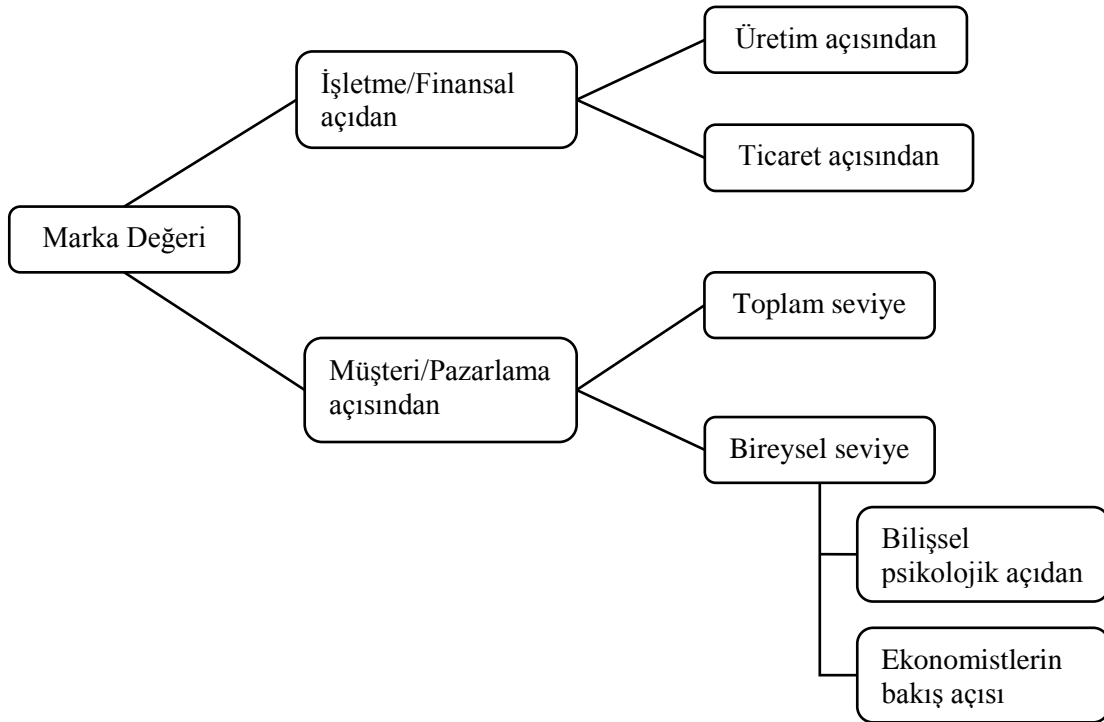 Üretim açısından
İşletme/Finansal
açıdan
Ticaret açısından
Marka Değeri
Toplam seviye
Müşteri/Pazarlama
açısından
Bireysel seviye
Bilişsel
psikolojik açıdan
Ekonomistlerin
bakış açısı